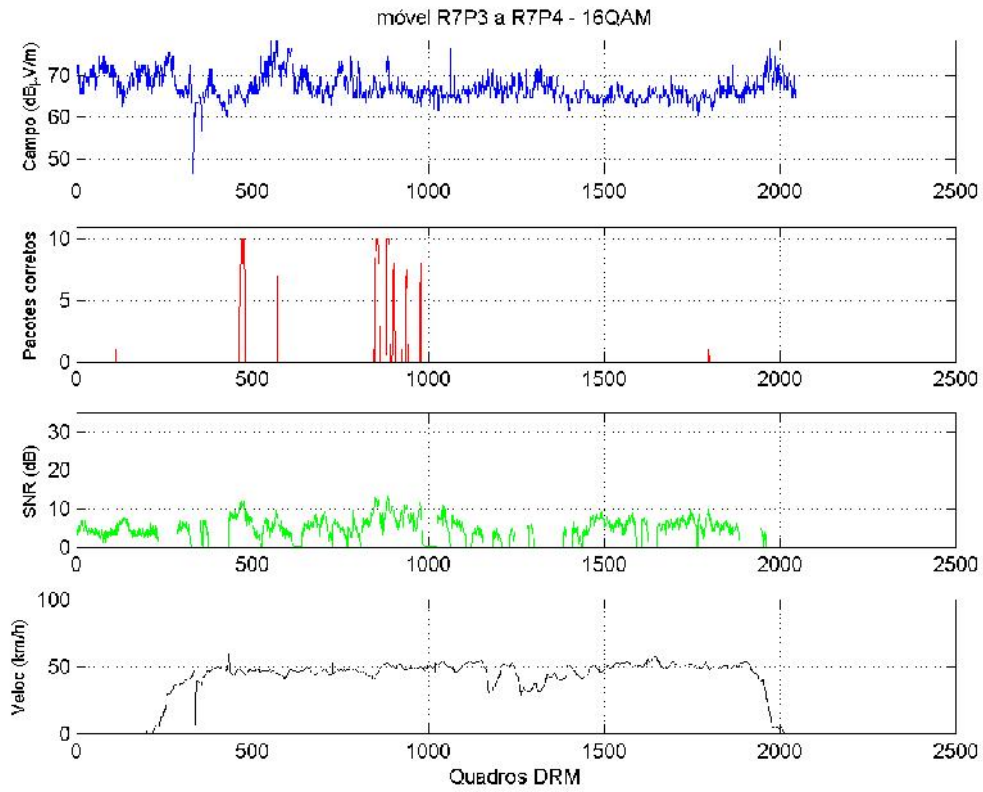 móvel R7P3 a R7P4 - 16QAM
Campo (dBµV/m)
70
60
50
0 500 1000 1500 2000 2500
Pacotes corretos
10
5
0
0 500 1000 1500 2000 2500
SNR (dB)
30
20
10
0
0 500 1000 1500 2000 2500
Veloc (km/h)
100
50
0
0 500 1000 1500 2000 2500
Quadros DRM